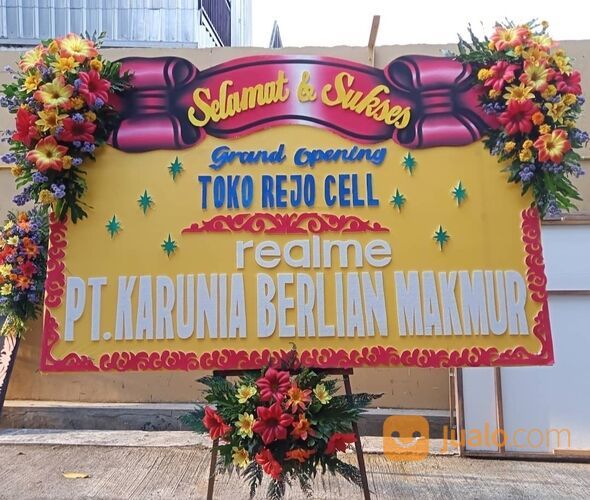 Selamat & Sukses
Grand Opening
TOKO REJO CELL
realme
PT. KARUNIA BERLIAN MAKMUR
Jualo.com